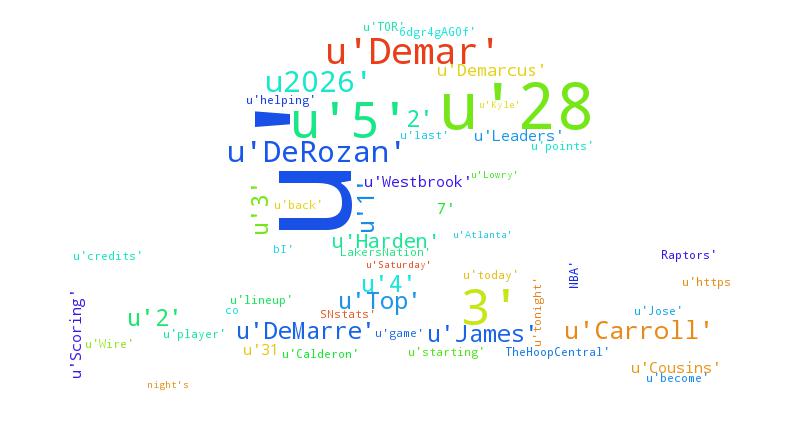 u'TOR'
6dgr4gAGOf'
u'Demar'
u'Demarcus'
u2026'
u'helping'
u'28
u'Kyle'
u'5'
2'
u'last'
u'Leaders'
u'points'
u'DeRozan'
u'
u'3'
u'back'
u'1'
u'Westbrook'
u'Lowry'
7'
u'Harden'
u'Atlanta'
bI'
LakersNation'
u'credits'
u'Saturday'
Raptors'
u'today'
NBA'
u'https
u'4'
u'Top'
3'
u'tonight'
u'lineup'
co
SNstats'
u'Jose'
u'Scoring'
u'2'
u'player'
u'DeMarre'
u'game'
u'James'
u'Carroll'
u'Wire'
u'31
u'Calderon'
u'starting'
TheHoopCentral'
u'Cousins'
u'become'
night's